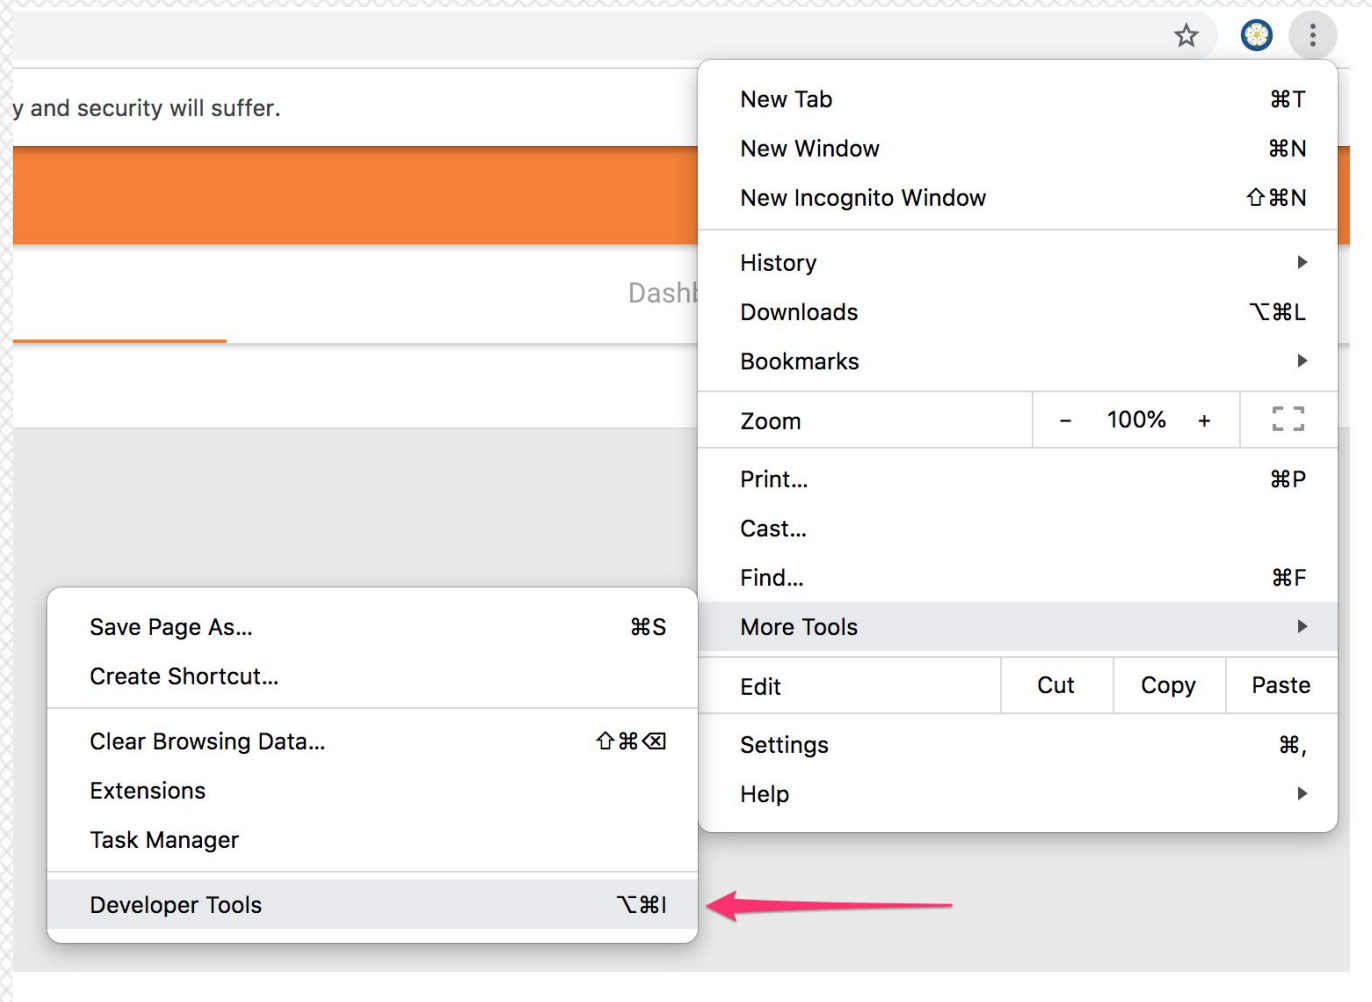 y and security will suffer.
New Tab ⌘T
New Window ⌘N
New Incognito Window ⇧⌘N
History
Dashb
Downloads ⌥⌘L
Bookmarks
Zoom - 100% +
Print... ⌘P
Cast...
Find... ⌘F
More Tools
Edit Cut Copy Paste
Settings ⌘,
Help
Save Page As... ⌘S
Create Shortcut...
Clear Browsing Data... ⇧⌘⌫
Extensions
Task Manager
Developer Tools ⌥⌘I